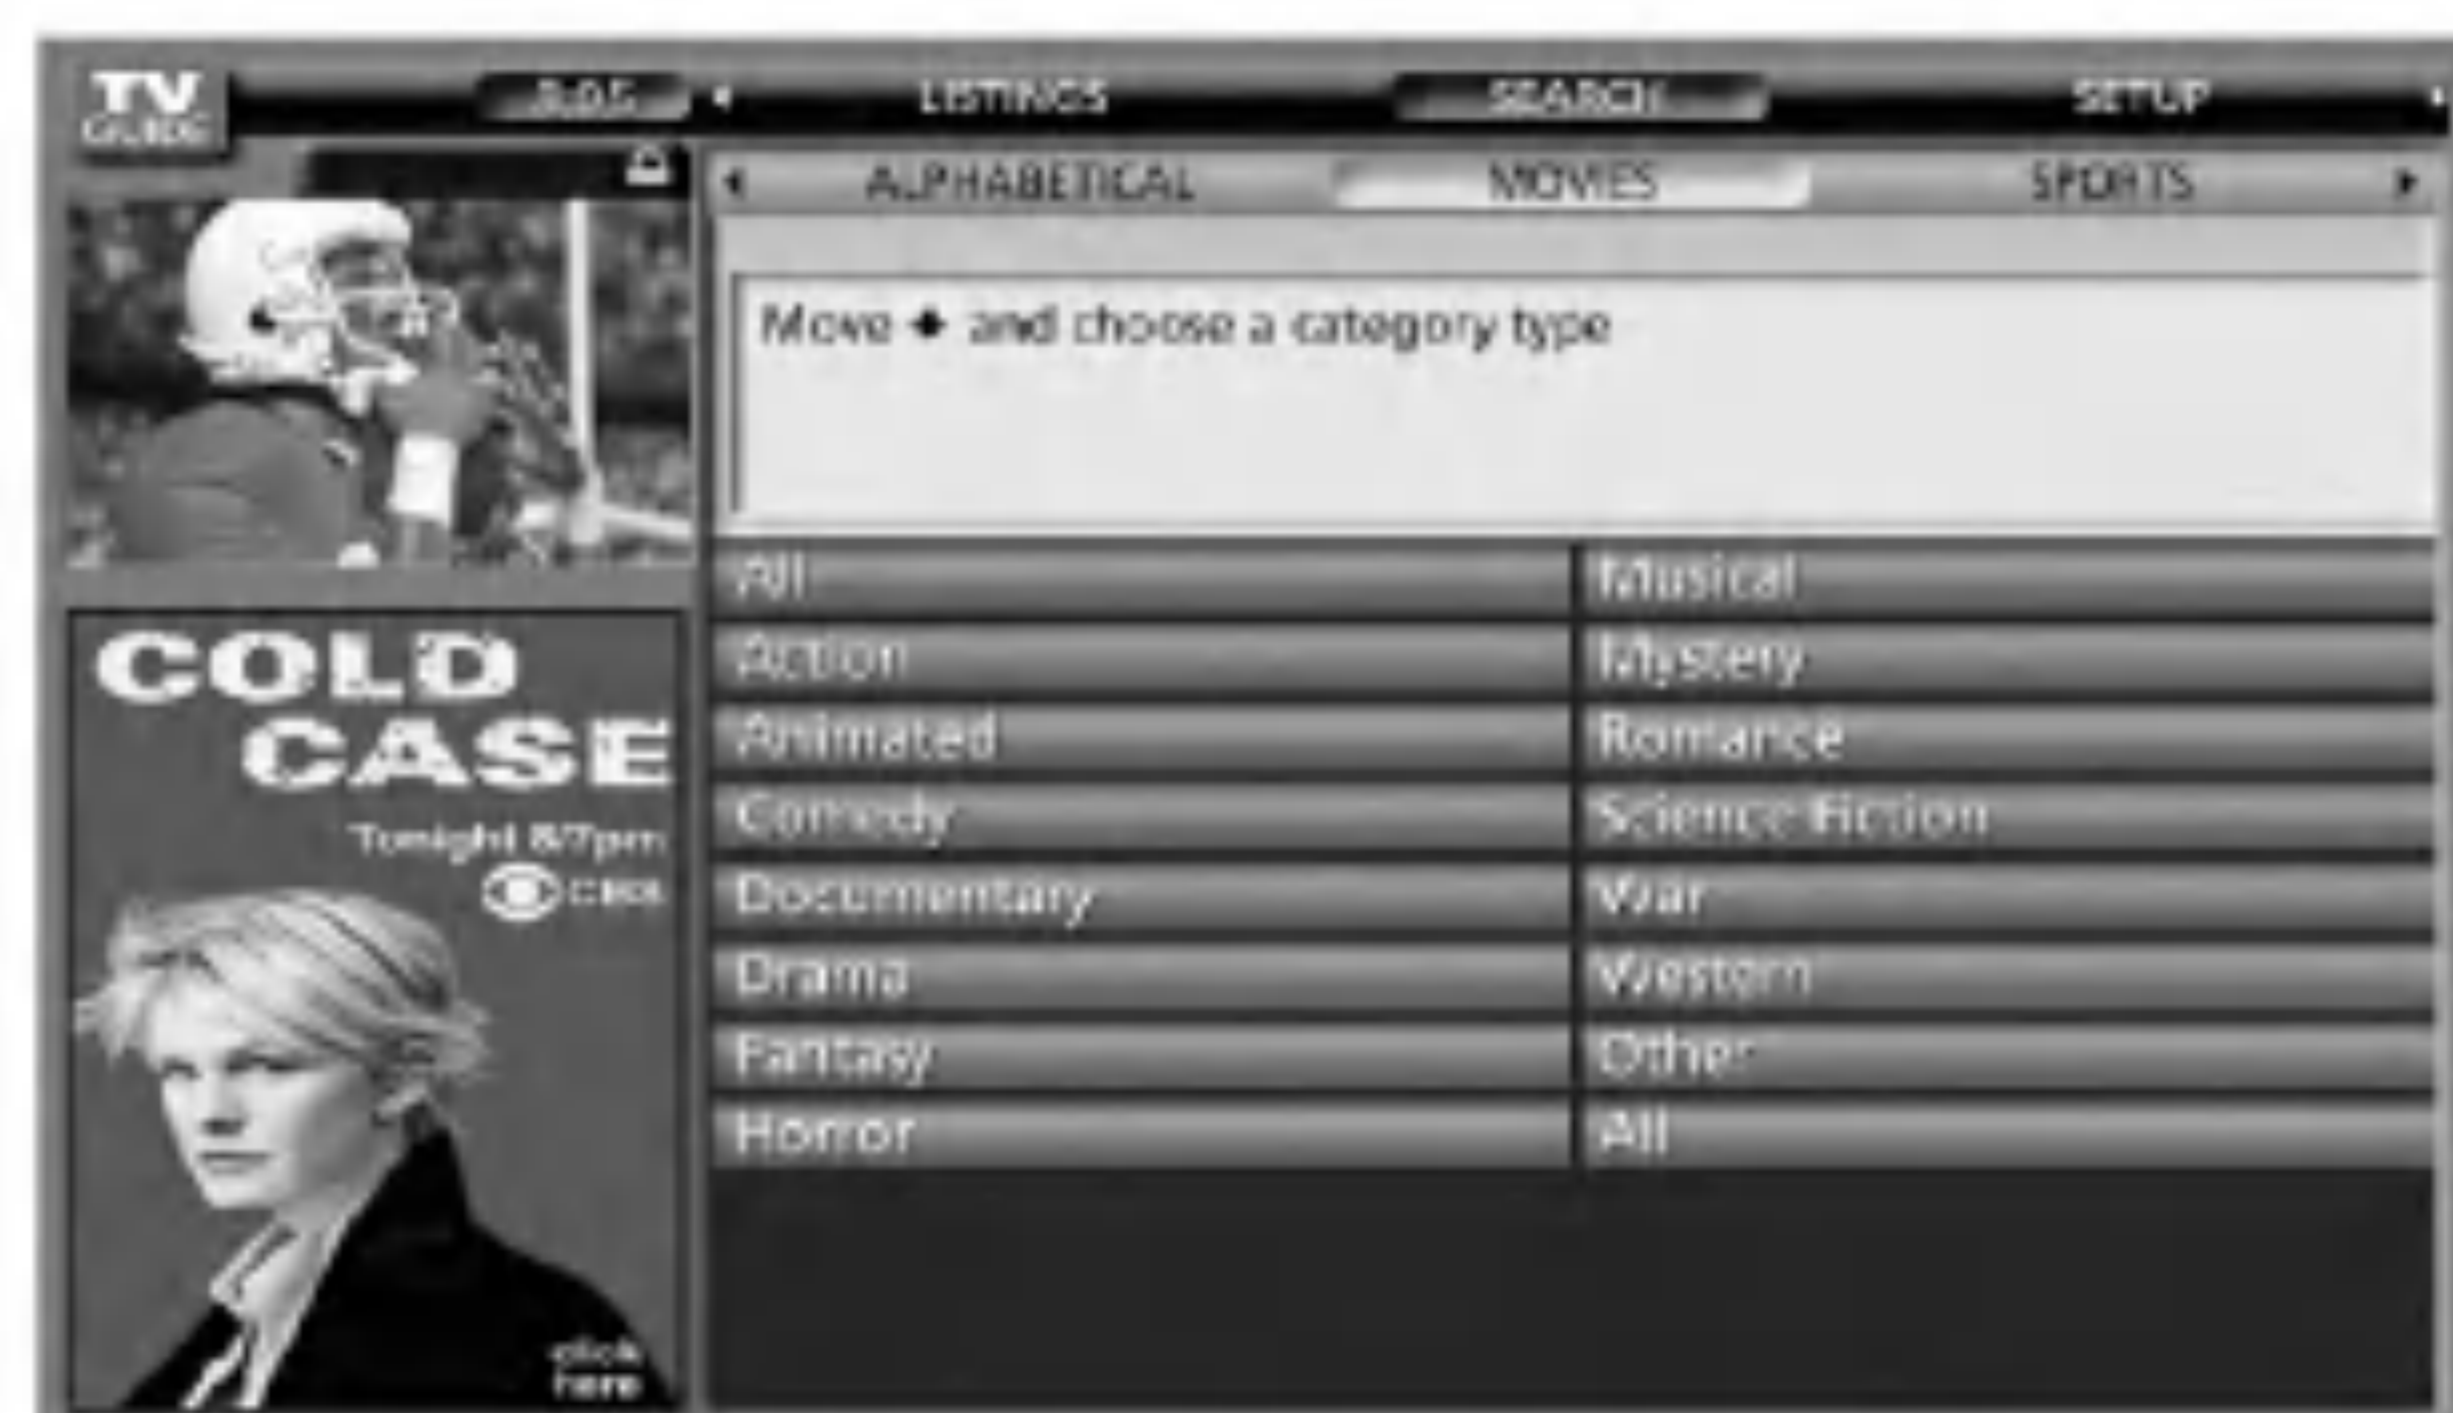 TV
GUIDE
LISTINGS
SEARCH
SETUP
ALPHABETICAL
MOVIES
SPORTS
Move and choose a category type
All
Musical
Action
Mystery
Animated
Romance
Comedy
Science Fiction
Documentary
War
Drama
Western
Fantasy
Other
Horror
All
COLD
CASE
Tonight 8/7pm
CBS
click
here